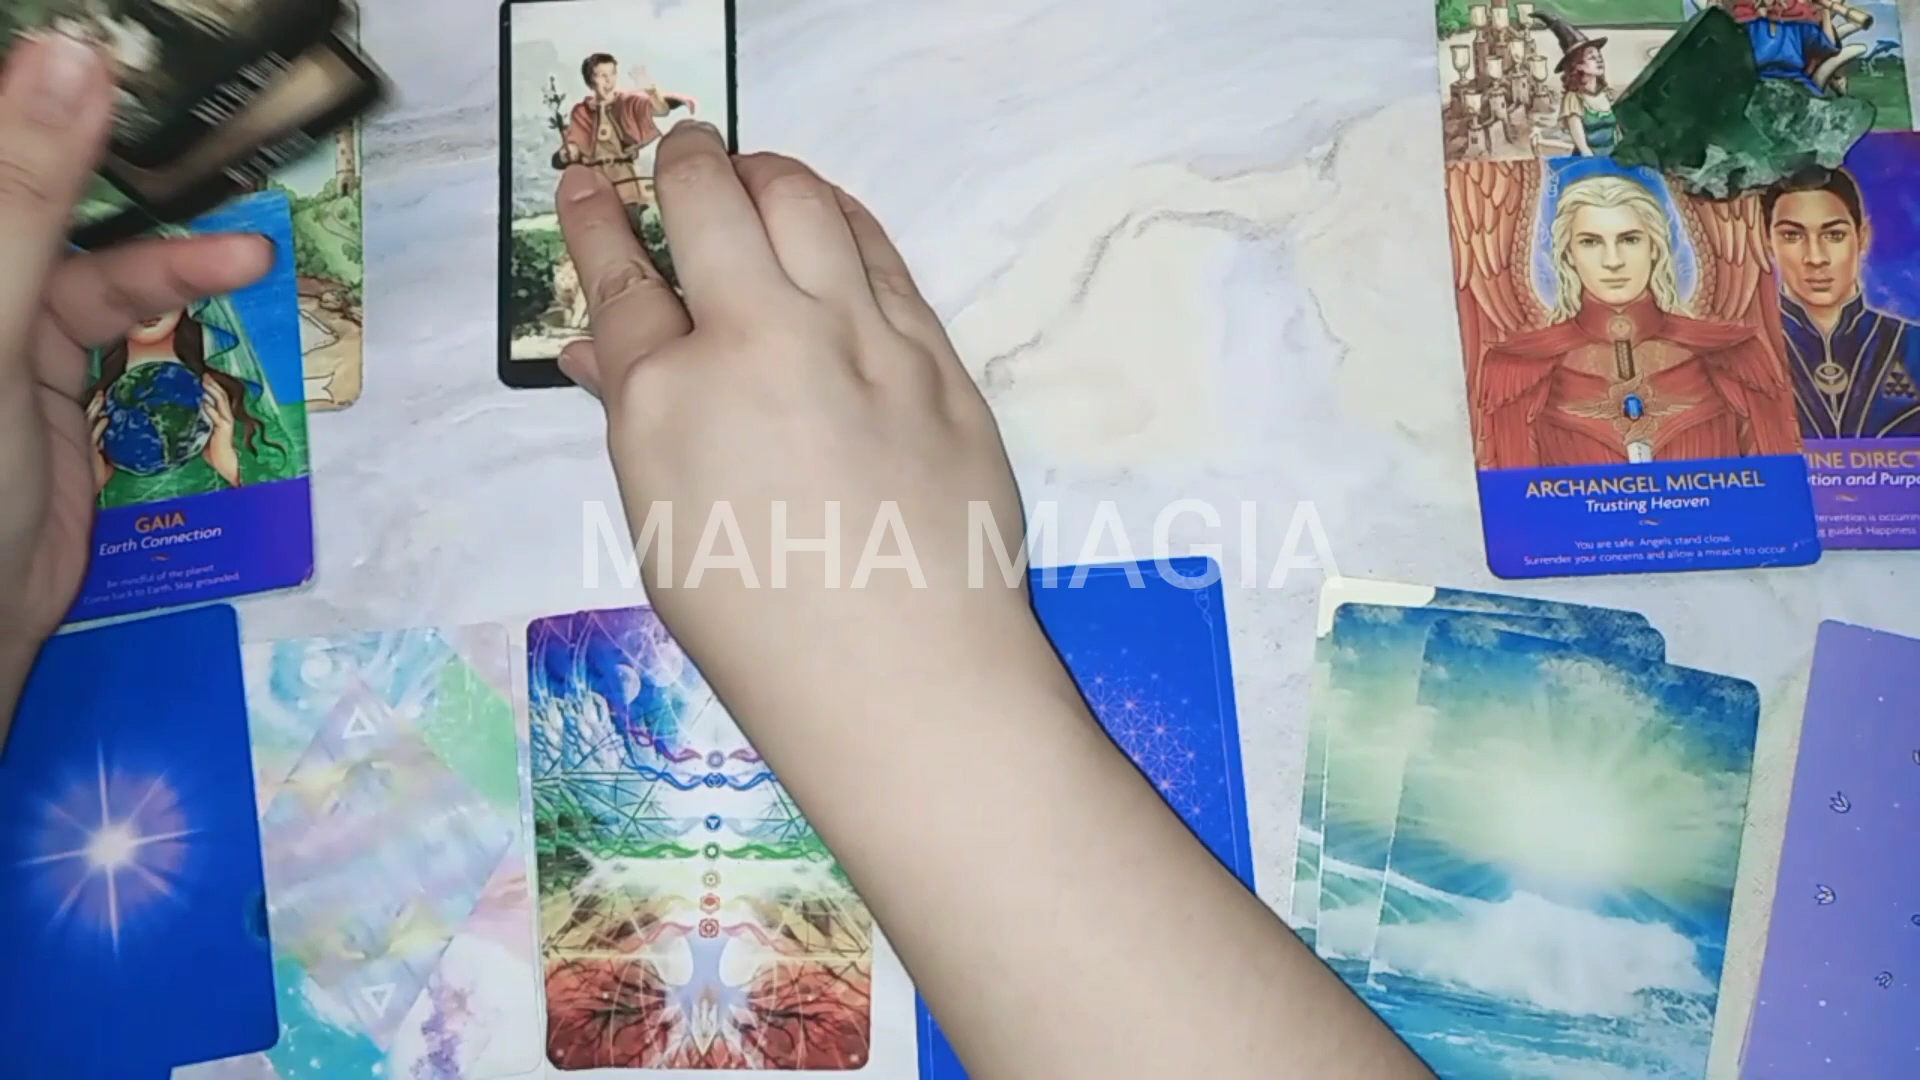 GAIA
Earth Connection
Be mindful of the planet.
Come back to Earth. Stay grounded.
MAHA MAGIA
ARCHANGEL MICHAEL
Trusting Heaven
You are safe. Angels stand close.
Surrender your concerns and allow a miracle to occur.
INE DIRECT
tion and Purpo
tervention is occurrin
guided. Happiness